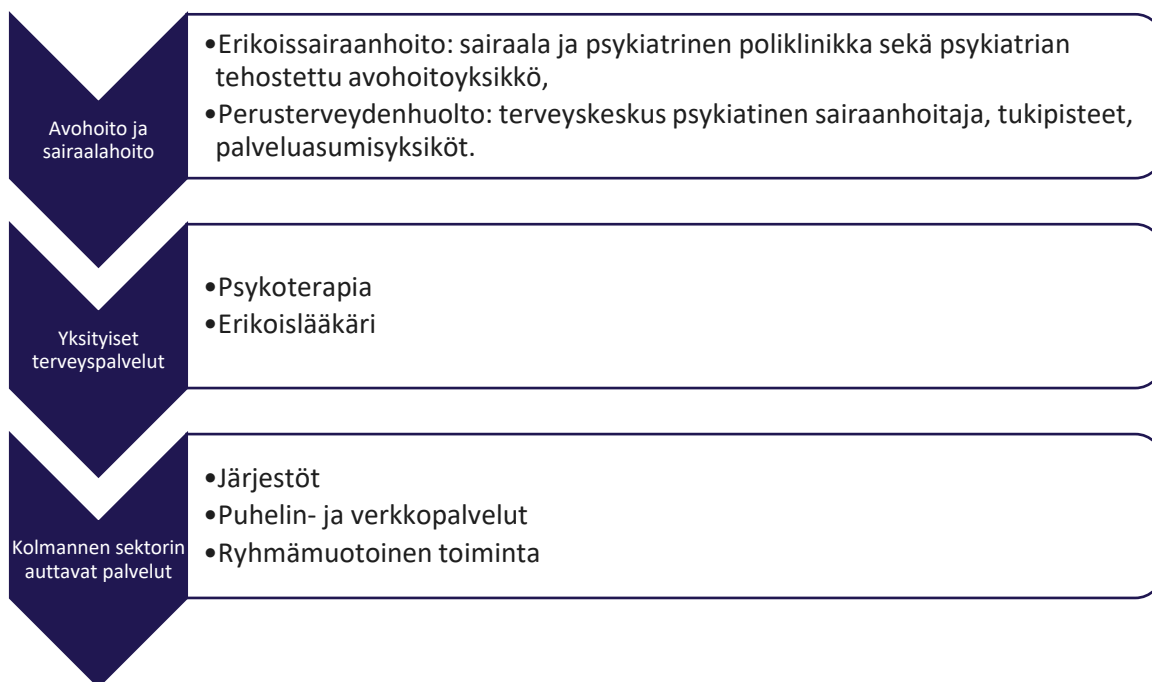 Avohoito ja
sairaalahoito
•Erikoissairaanhoito: sairaala ja psykiatrinen poliklinikka sekä psykiatrian
tehostettu avohoitoyksikkö,
•Perusterveydenhuolto: terveyskeskus psykiatinen sairaanhoitaja, tukipisteet,
palveluasumisyksiköt.
Yksityiset
terveyspalvelut
•Psykoterapia
•Erikoislääkäri
Kolmannen sektorin
auttavat palvelut
•Järjestöt
•Puhelin- ja verkkopalvelut
•Ryhmämuotoinen toiminta